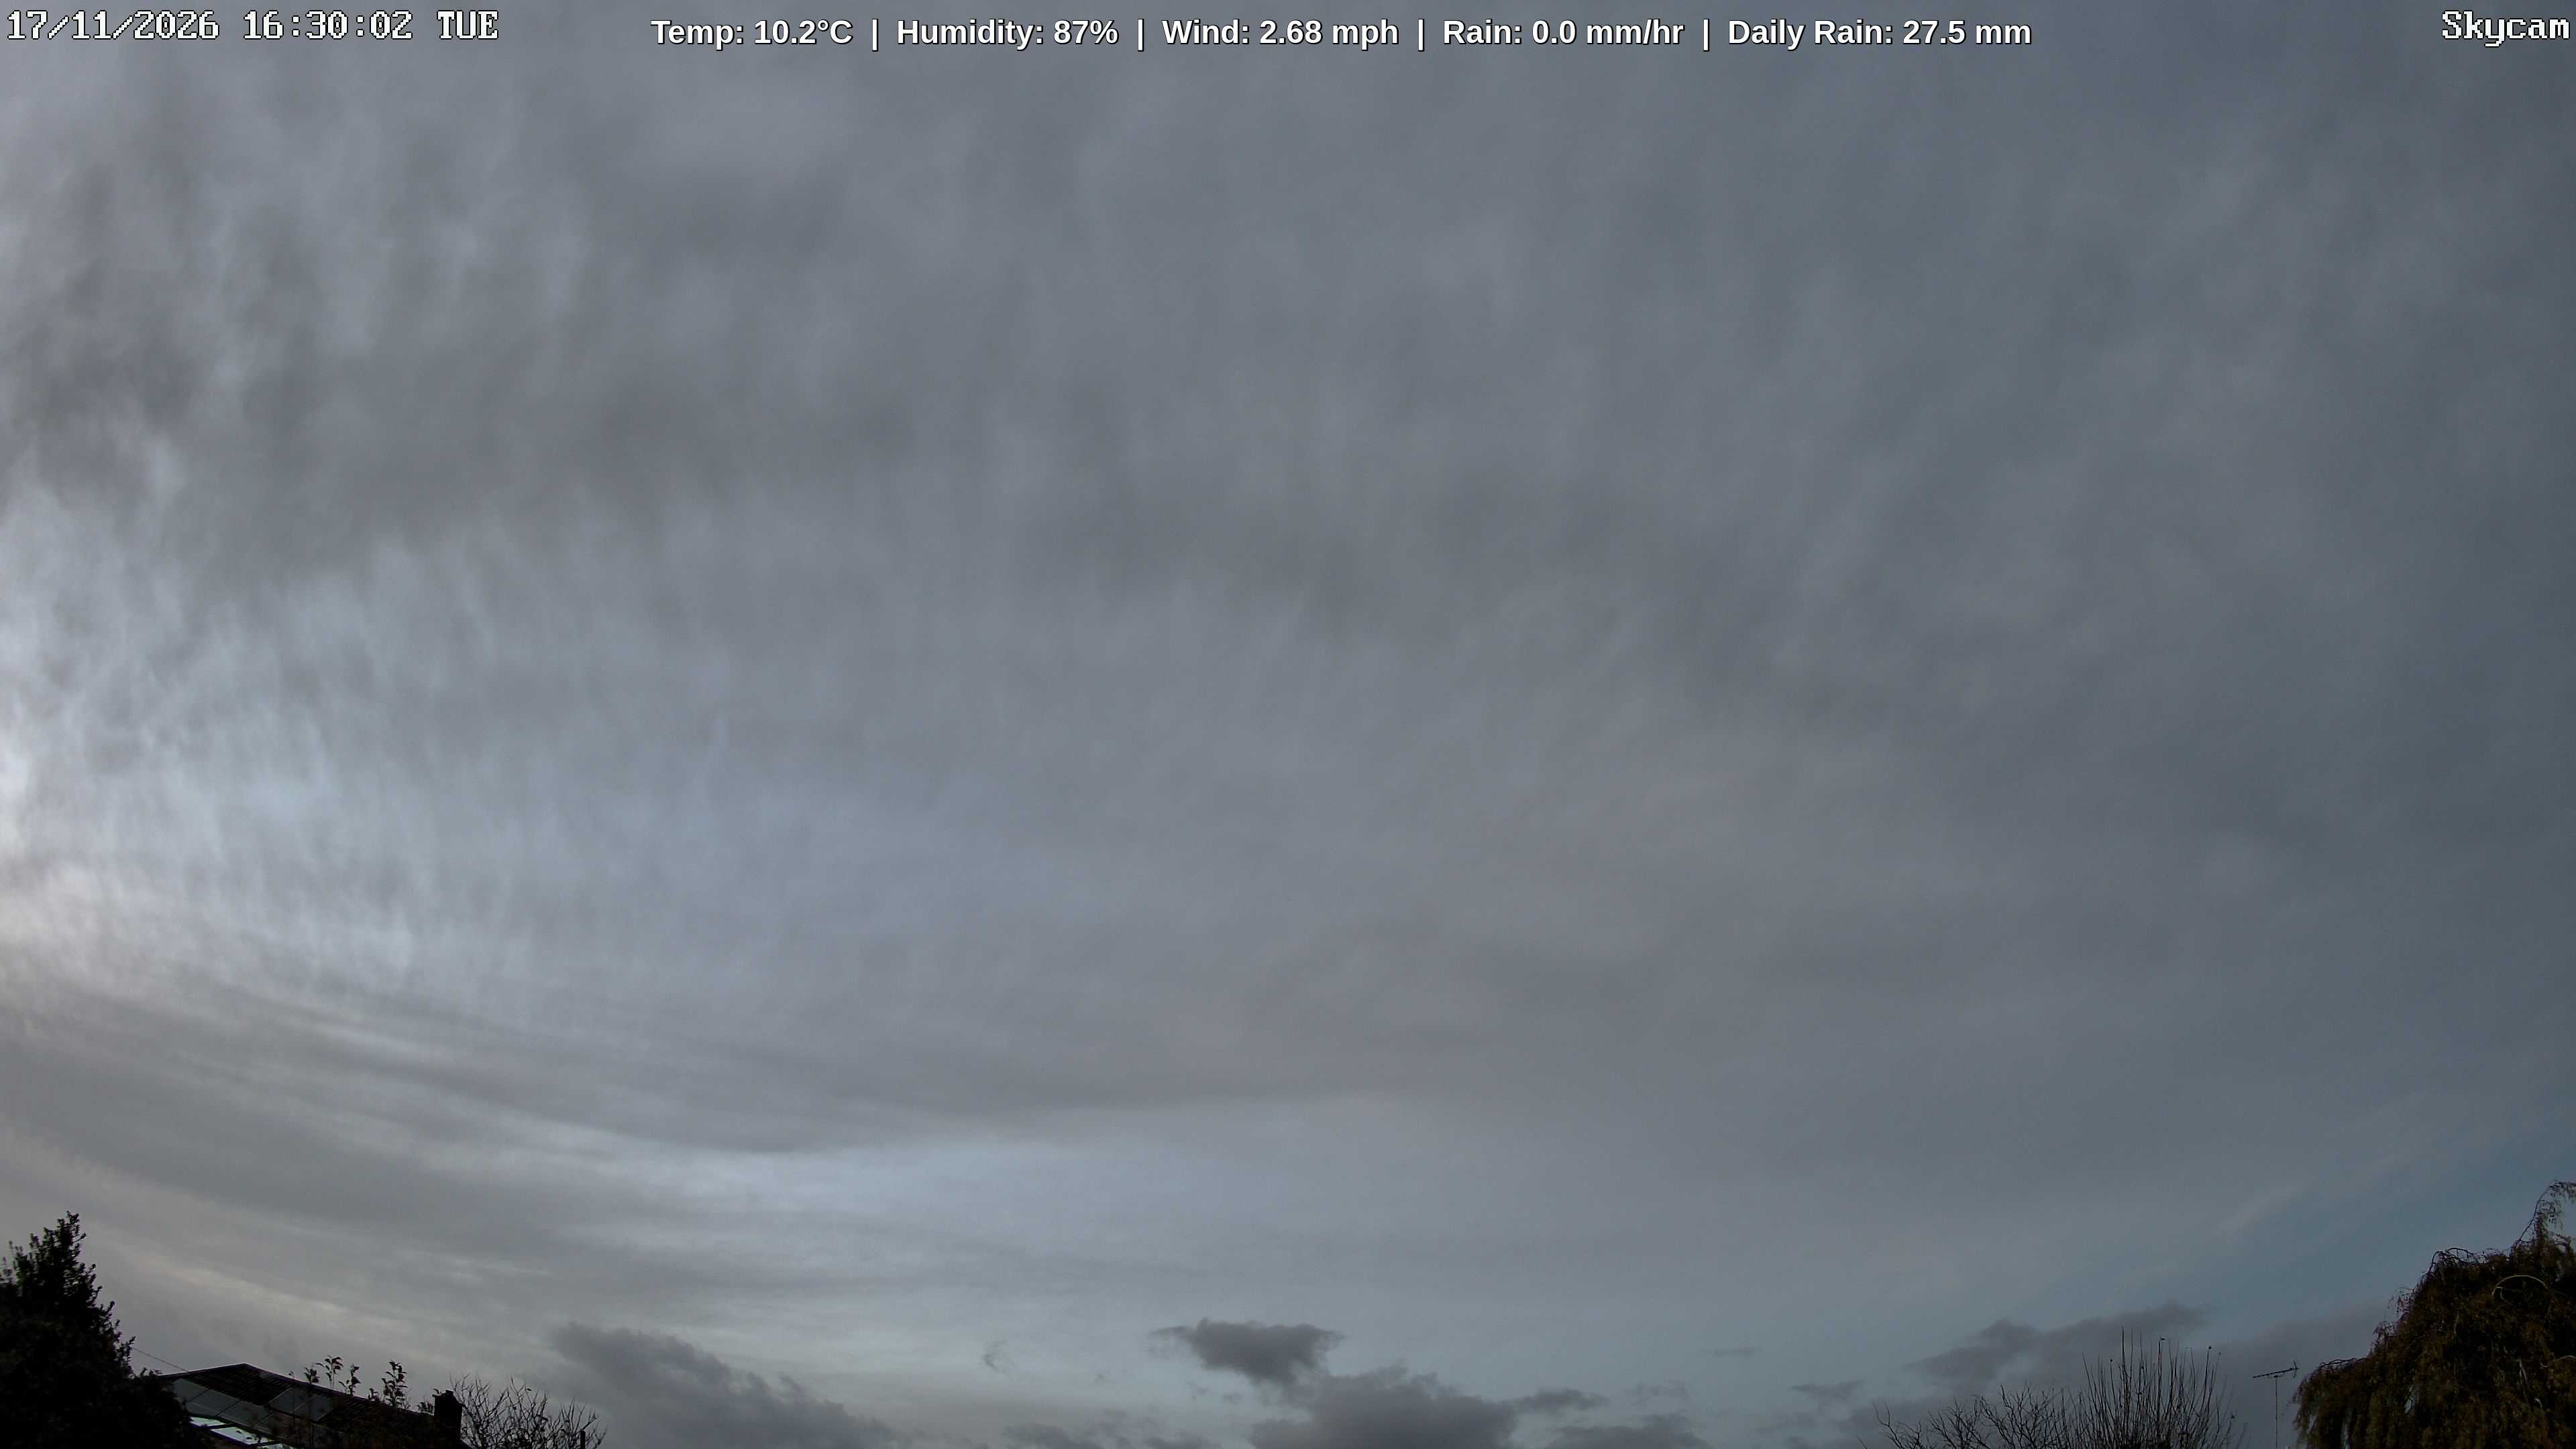 17/11/2026 16:30:02 TUE
Temp: 10.2°C | Humidity: 87% | Wind: 2.68 mph | Rain: 0.0 mm/hr | Daily Rain: 27.5 mm
Skycam